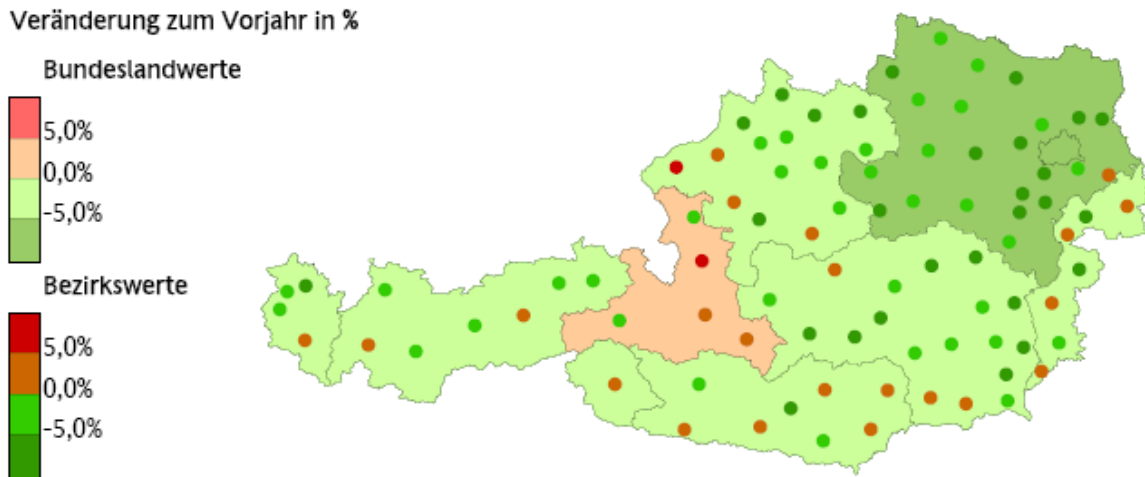 Veränderung zum Vorjahr in %
Bundeslandwerte
5,0%
0,0%
-5,0%
Bezirkswerte
5,0%
0,0%
-5,0%